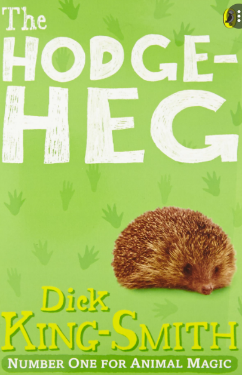 The
HODGE-
HEG
Dick
KING-SMITH
NUMBER ONE FOR ANIMAL MAGIC